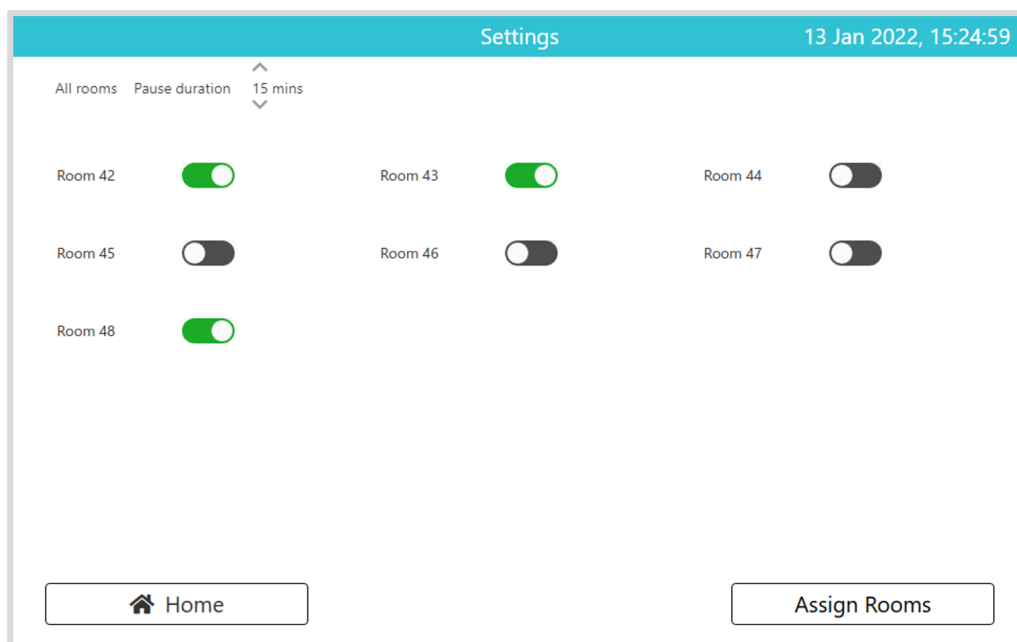 Settings 13 Jan 2022, 15:24:59
All rooms Pause duration 15 mins
Room 42 Room 43 Room 44
Room 45 Room 46 Room 47
Room 48
Home Assign Rooms